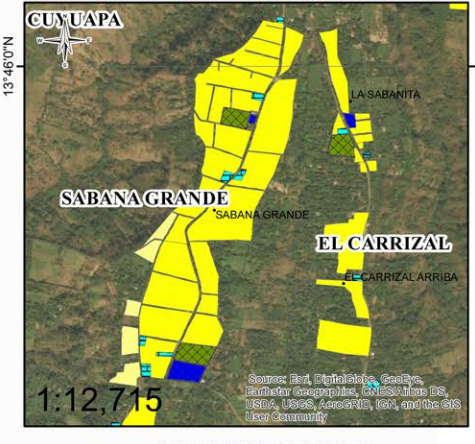 CUYUAPA
13°46'0"N
LA SABANITA
SABANA GRANDE
SABANA GRANDE
EL CARRIZAL
EL CARRIZAL ARRIBA
1:12,715
Source: Esri, DigitalGlobe, GeoEye,
Earthstar Geographics, CNES/Airbus DS,
USDA, USGS, AeroGRID, IGN, and the GIS
User Community